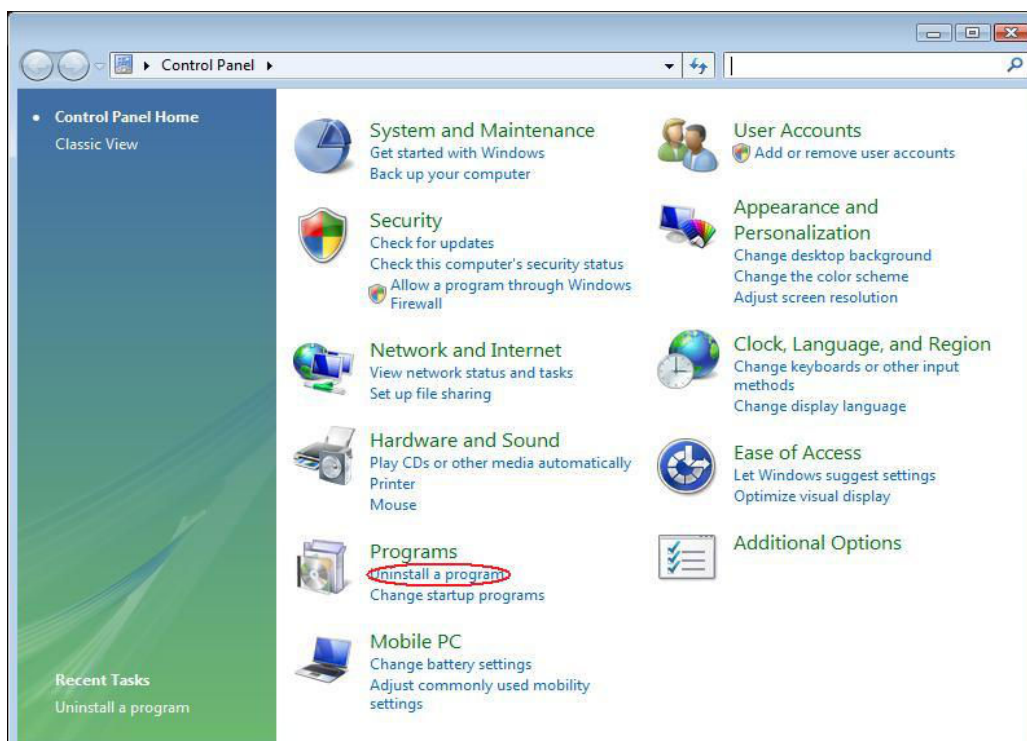 Control Panel
Control Panel Home
Classic View
System and Maintenance
Get started with Windows
Back up your computer
Security
Check for updates
Check this computer's security status
Allow a program through Windows
Firewall
Network and Internet
View network status and tasks
Set up file sharing
Hardware and Sound
Play CDs or other media automatically
Printer
Mouse
Programs
Uninstall a program
Change startup programs
Mobile PC
Change battery settings
Adjust commonly used mobility
settings
User Accounts
Add or remove user accounts
Appearance and
Personalization
Change desktop background
Change the color scheme
Adjust screen resolution
Clock, Language, and Region
Change keyboards or other input
methods
Change display language
Ease of Access
Let Windows suggest settings
Optimize visual display
Additional Options
Recent Tasks
Uninstall a program